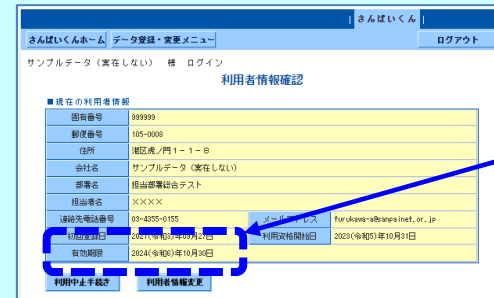 さんぱいくん
さんぱいくんホーム データ登録・変更メニュー ログアウト
サンプルデータ（実在しない） 様 ログイン
利用者情報確認
■現在の利用者情報
固有番号 999999
郵便番号 105-0008
住所 港区虎ノ門１－１－８
会社名 サンプルデータ（実在しない）
部署名 担当部署総合テスト
担当者名 ××××
連絡先電話番号 03-4355-0155 メールアドレス furukawa-a@sanpainet.or.jp
初回登録日 2021(令和3)年09月27日 利用資格開始日 2023(令和5)年10月31日
有効期限 2024(令和6)年10月30日
利用中止手続き 利用者情報変更